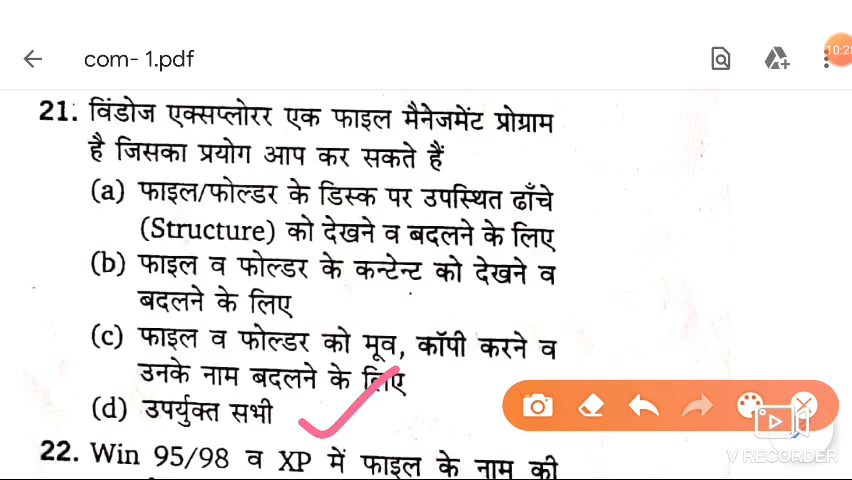 com- 1.pdf
10:2
21. विंडोज एक्सप्लोरर एक फाइल मैनेजमेंट प्रोग्राम
है जिसका प्रयोग आप कर सकते हैं
(a) फाइल/फोल्डर के डिस्क पर उपस्थित ढाँचे
(Structure) को देखने व बदलने के लिए
(b) फाइल व फोल्डर के कन्टेन्ट को देखने व
बदलने के लिए
(c) फाइल व फोल्डर को मूव, कॉपी करने व
उनके नाम बदलने के लिए
(d) उपर्युक्त सभी
22. Win 95/98 व XP में फाइल के नाम की
V RECORDER